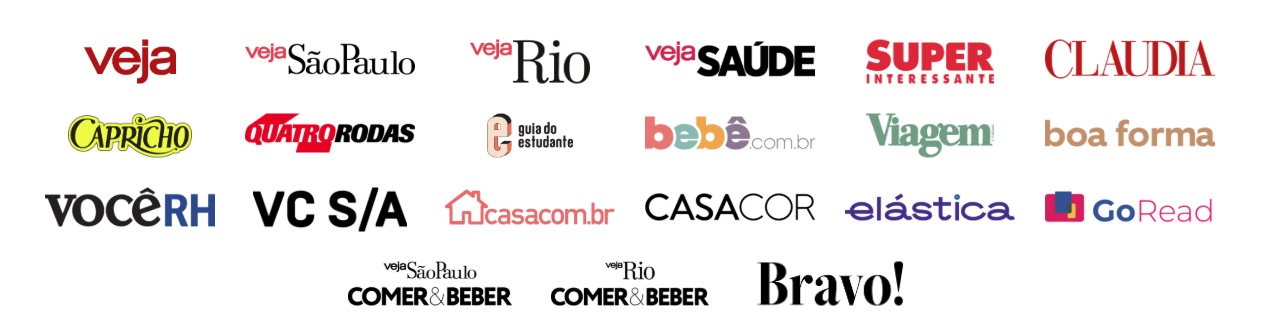 veja
veja São Paulo
veja Rio
veja SAÚDE
SUPER
INTERESSANTE
CLAUDIA
CAPRICHO
QUATRO RODAS
guia do
estudante
bebê.com.br
Viagem
boa forma
VOCÊ RH
VC S/A
casa.com.br
CASACOR
elástica
GoRead
veja São Paulo
COMER & BEBER
veja Rio
COMER & BEBER
Bravo!